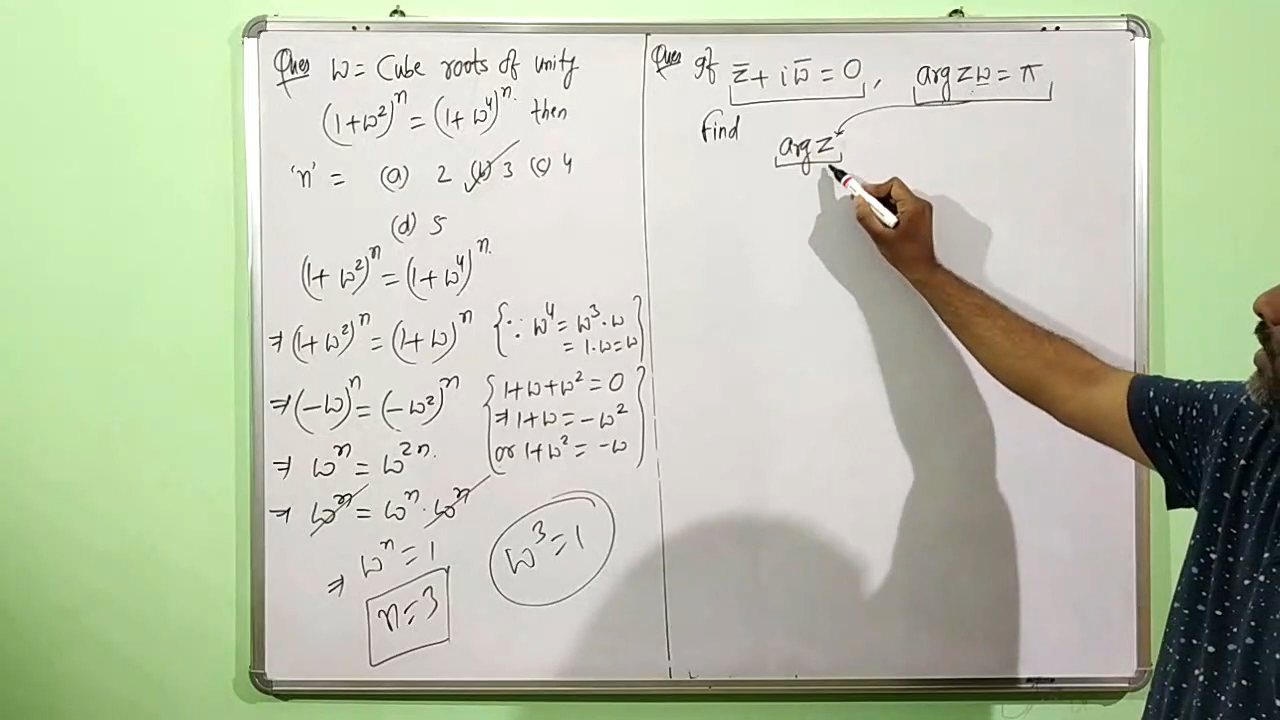 Ques W = Cube roots of unity
(1+ω²)ⁿ = (1+ω⁴)ⁿ then
'n' = (a) 2 (b) 3 (c) 4
(d) 5
(1+ω²)ⁿ = (1+ω⁴)ⁿ
⇒ (1+ω²)ⁿ = (1+ω)ⁿ {∵ ω⁴ = ω³·ω
= 1·ω = ω}
⇒ (-ω)ⁿ = (-ω²)ⁿ {1+ω+ω² = 0
⇒ 1+ω = -ω²
or 1+ω² = -ω}
⇒ ωⁿ = ω²ⁿ
⇒ ωⁿ = ωⁿ·ωⁿ
⇒ ωⁿ = 1
n = 3
ω³ = 1
Ques If z̅ + i ω̅ = 0, arg zω = π
Find
arg z